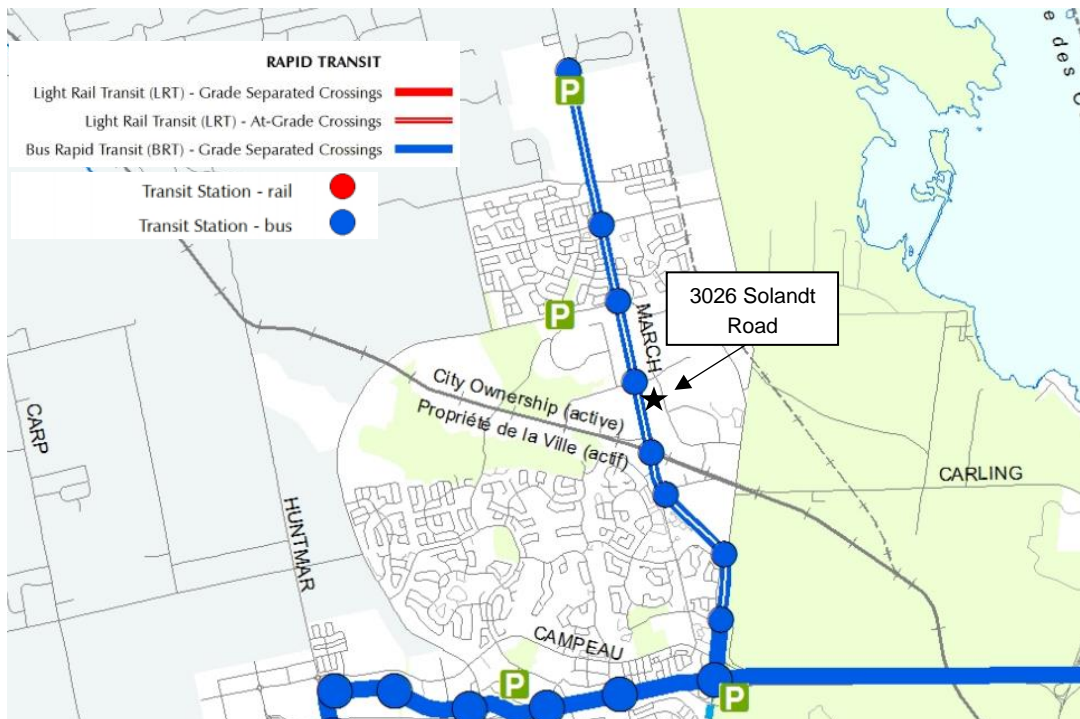 RAPID TRANSIT
Light Rail Transit (LRT) - Grade Separated Crossings
Light Rail Transit (LRT) - At-Grade Crossings
Bus Rapid Transit (BRT) - Grade Separated Crossings
Transit Station - rail
Transit Station - bus
P
e des O
P
3026 Solandt
Road
MARCH
City Ownership (active)
Propriété de la Ville (actif)
CARP
CARLING
HUNTMAR
CAMPEAU
P
P